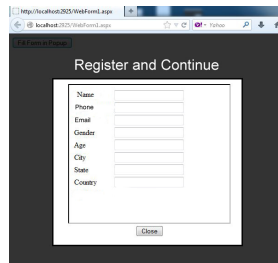 http://localhost:2925/WebForm1.aspx
localhost:2925/WebForm1.aspx
Yahoo
Fill Form in Popup
Register and Continue
Name
Phone
Email
Gender
Age
City
State
Country
Close